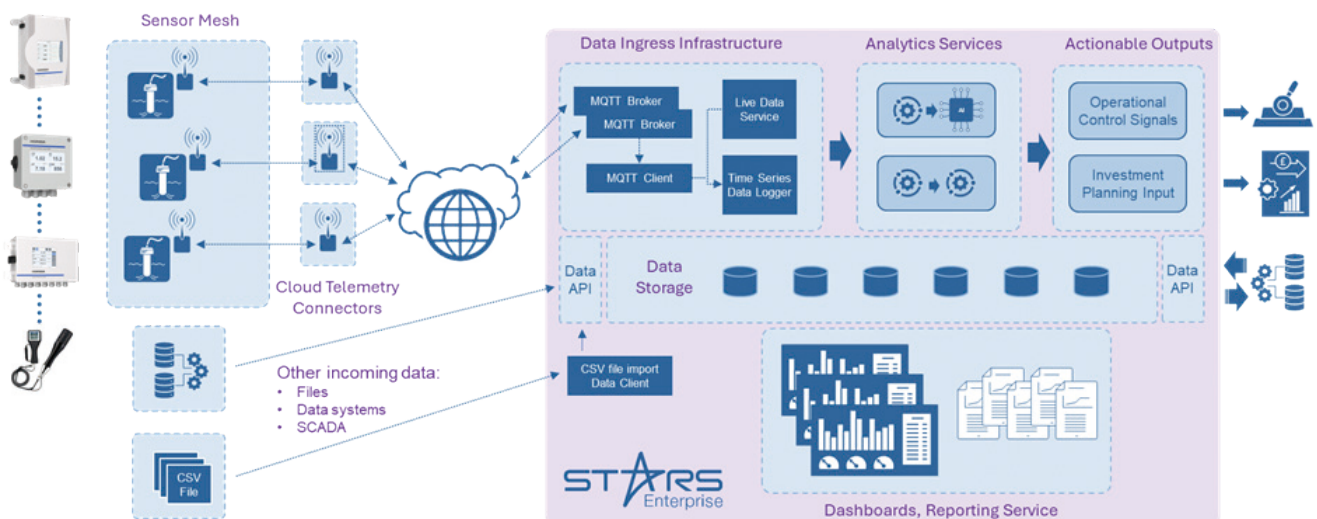 Sensor Mesh
Cloud Telemetry
Connectors
Other incoming data:
• Files
• Data systems
• SCADA
CSV
File
Data Ingress Infrastructure
MQTT Broker
MQTT Broker
MQTT Client
Live Data
Service
Time Series
Data Logger
Analytics Services
AI
Actionable Outputs
Operational
Control Signals
Investment
Planning Input
£
Data
API
Data
Storage
Data
API
CSV file import
Data Client
STARS
Enterprise
Dashboards, Reporting Service